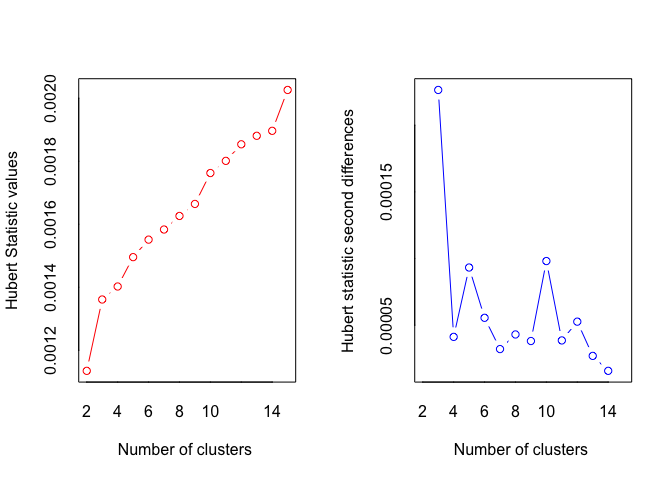 Hubert Statistic values
0.0020
0.0018
0.0016
0.0014
0.0012
2 4 6 8 10 14
Number of clusters
Hubert statistic second differences
0.00015
0.00005
2 4 6 8 10 14
Number of clusters